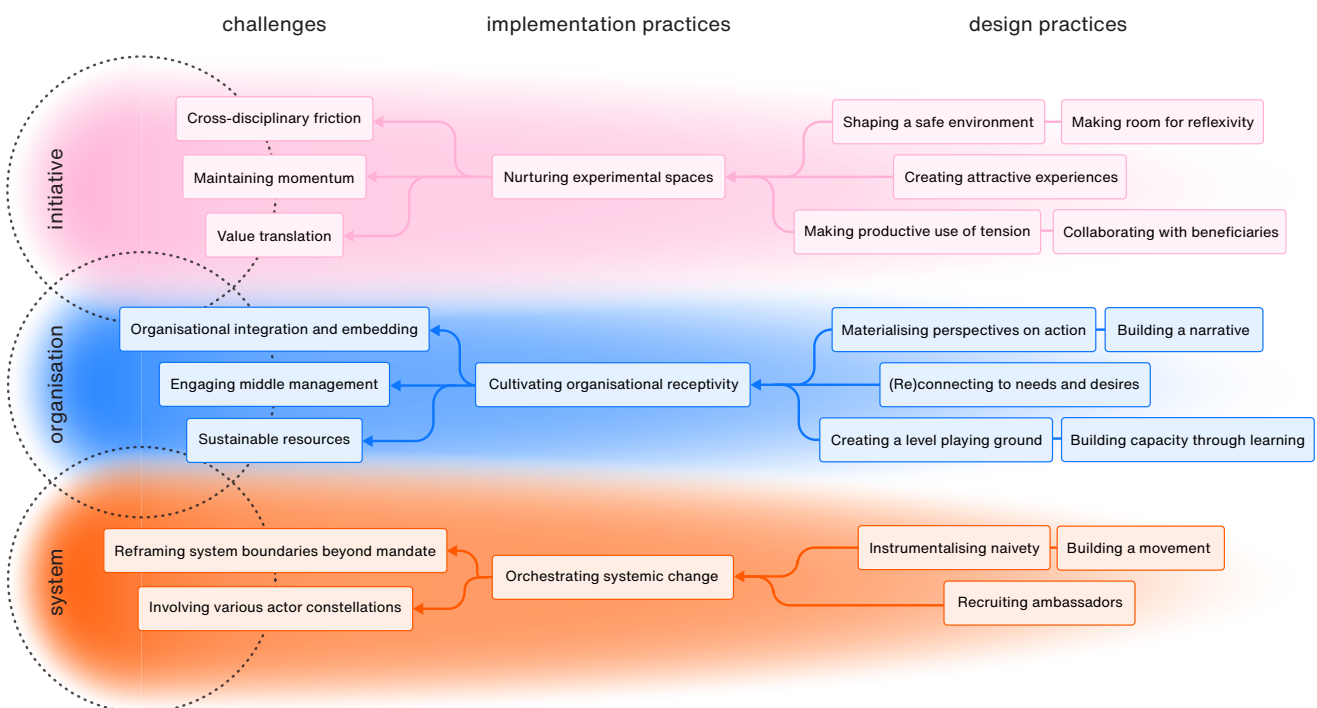 challenges
implementation practices
design practices
initiative
Cross-disciplinary friction
Maintaining momentum
Value translation
Nurturing experimental spaces
Shaping a safe environment
Making room for reflexivity
Creating attractive experiences
Making productive use of tension
Collaborating with beneficiaries
organisation
Organisational integration and embedding
Engaging middle management
Sustainable resources
Cultivating organisational receptivity
Materialising perspectives on action
Building a narrative
(Re)connecting to needs and desires
Creating a level playing ground
Building capacity through learning
system
Reframing system boundaries beyond mandate
Involving various actor constellations
Orchestrating systemic change
Instrumentalising naivety
Building a movement
Recruiting ambassadors